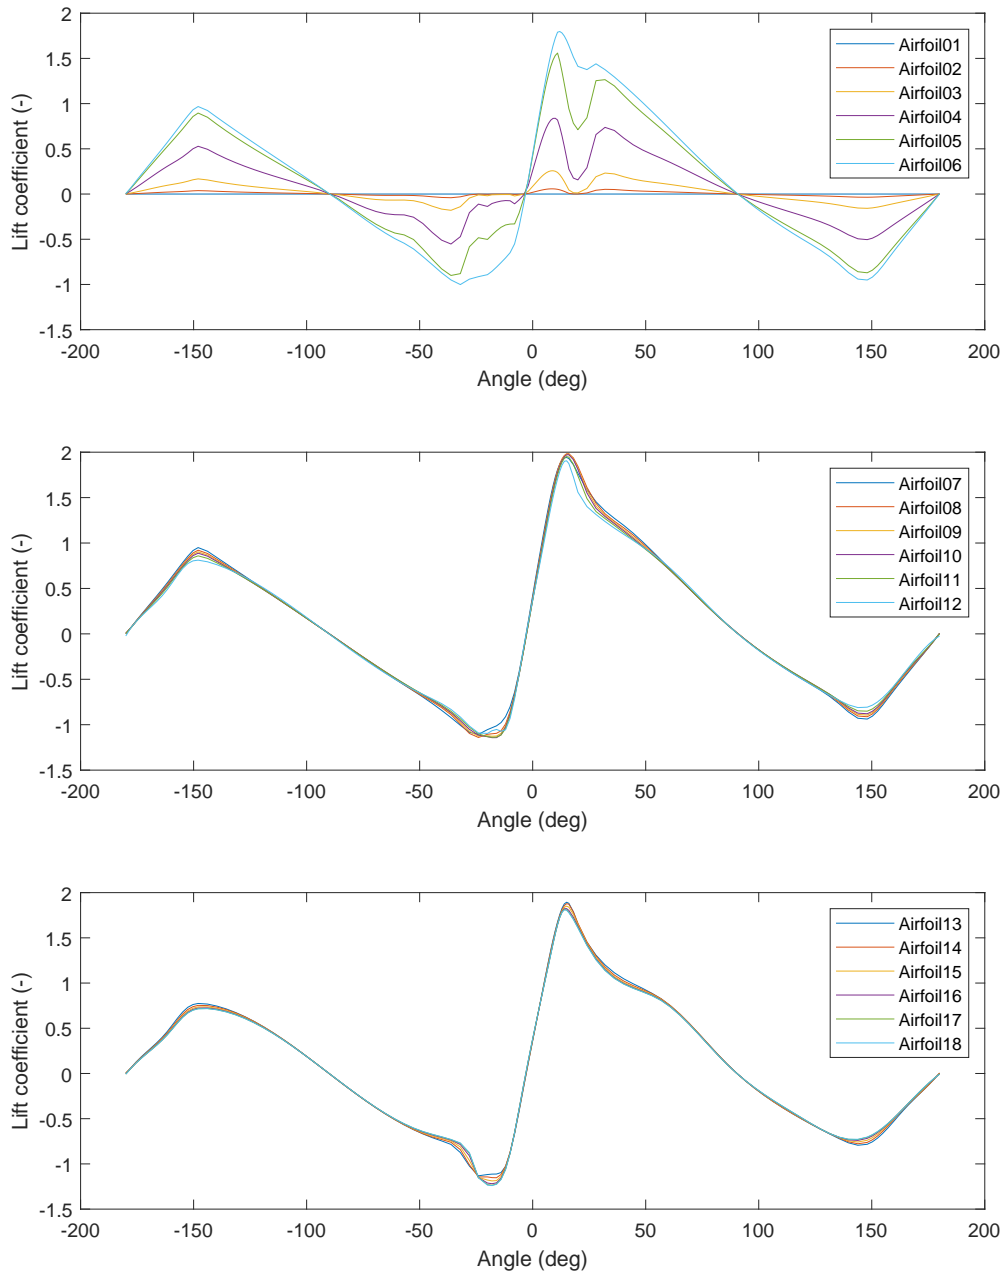 2
1.5
1
0.5
0
-0.5
-1
-1.5
Lift coefficient (-)
Airfoil01
Airfoil02
Airfoil03
Airfoil04
Airfoil05
Airfoil06
-200 -150 -100 -50 0 50 100 150 200
Angle (deg)
2
1.5
1
0.5
0
-0.5
-1
-1.5
Lift coefficient (-)
Airfoil07
Airfoil08
Airfoil09
Airfoil10
Airfoil11
Airfoil12
-200 -150 -100 -50 0 50 100 150 200
Angle (deg)
2
1.5
1
0.5
0
-0.5
-1
-1.5
Lift coefficient (-)
Airfoil13
Airfoil14
Airfoil15
Airfoil16
Airfoil17
Airfoil18
-200 -150 -100 -50 0 50 100 150 200
Angle (deg)